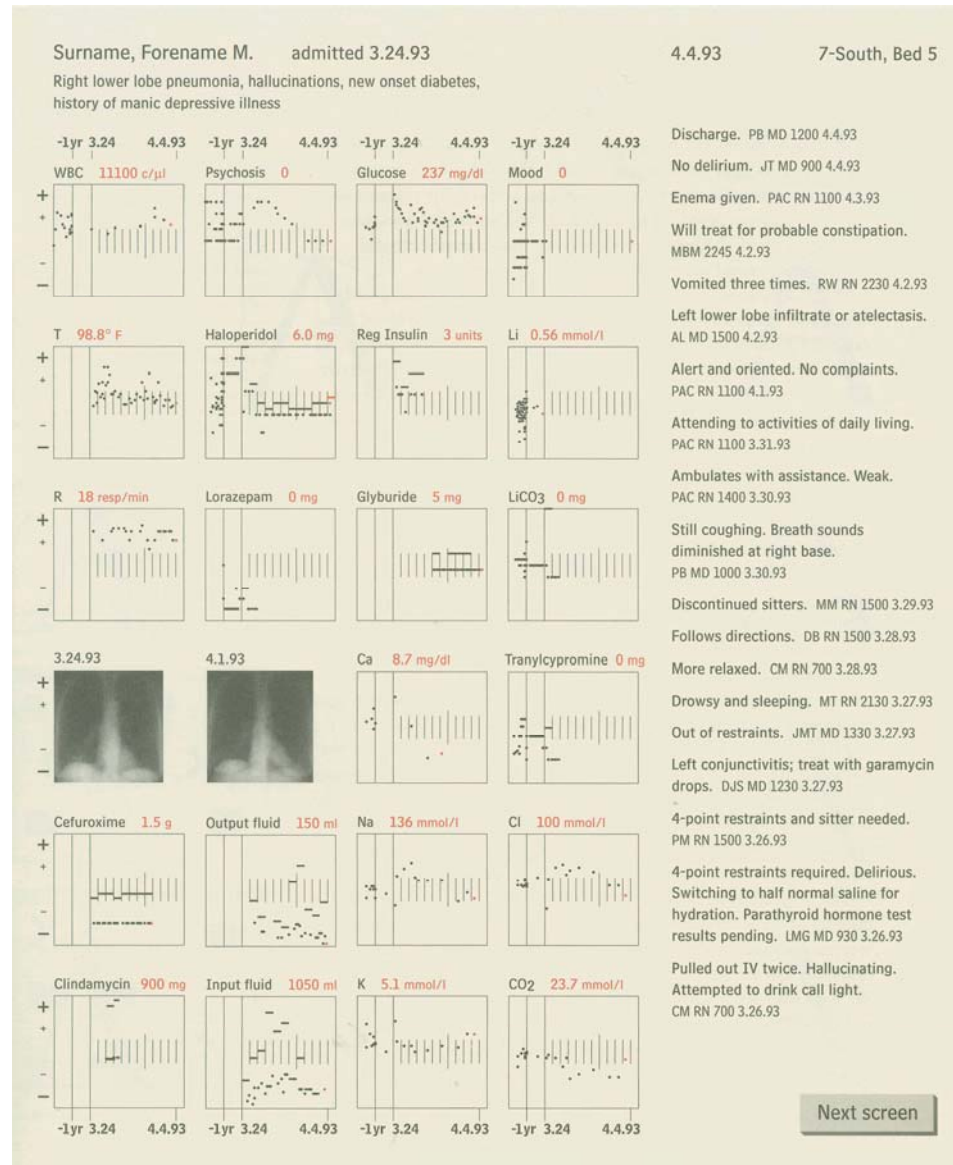 Surname, Forename M. admitted 3.24.93 4.4.93 7-South, Bed 5
Right lower lobe pneumonia, hallucinations, new onset diabetes,
history of manic depressive illness
-1yr 3.24 4.4.93 -1yr 3.24 4.4.93 -1yr 3.24 4.4.93 -1yr 3.24 4.4.93
WBC 11100 c/µl Psychosis 0 Glucose 237 mg/dl Mood 0
+
+
−
−
T 98.8° F Haloperidol 6.0 mg Reg Insulin 3 units Li 0.56 mmol/l
+
+
−
−
R 18 resp/min Lorazepam 0 mg Glyburide 5 mg LiCO3 0 mg
+
+
−
−
3.24.93 4.1.93 Ca 8.7 mg/dl Tranylcypromine 0 mg
+
+
−
−
Cefuroxime 1.5 g Output fluid 150 ml Na 136 mmol/l Cl 100 mmol/l
+
+
−
−
Clindamycin 900 mg Input fluid 1050 ml K 5.1 mmol/l CO2 23.7 mmol/l
+
+
−
−
-1yr 3.24 4.4.93 -1yr 3.24 4.4.93 -1yr 3.24 4.4.93 -1yr 3.24 4.4.93
Discharge. PB MD 1200 4.4.93
No delirium. JT MD 900 4.4.93
Enema given. PAC RN 1100 4.3.93
Will treat for probable constipation.
MBM 2245 4.2.93
Vomited three times. RW RN 2230 4.2.93
Left lower lobe infiltrate or atelectasis.
AL MD 1500 4.2.93
Alert and oriented. No complaints.
PAC RN 1100 4.1.93
Attending to activities of daily living.
PAC RN 1100 3.31.93
Ambulates with assistance. Weak.
PAC RN 1400 3.30.93
Still coughing. Breath sounds
diminished at right base.
PB MD 1000 3.30.93
Discontinued sitters. MM RN 1500 3.29.93
Follows directions. DB RN 1500 3.28.93
More relaxed. CM RN 700 3.28.93
Drowsy and sleeping. MT RN 2130 3.27.93
Out of restraints. JMT MD 1330 3.27.93
Left conjunctivitis; treat with garamycin
drops. DJS MD 1230 3.27.93
4-point restraints and sitter needed.
PM RN 1500 3.26.93
4-point restraints required. Delirious.
Switching to half normal saline for
hydration. Parathyroid hormone test
results pending. LMG MD 930 3.26.93
Pulled out IV twice. Hallucinating.
Attempted to drink call light.
CM RN 700 3.26.93
Next screen